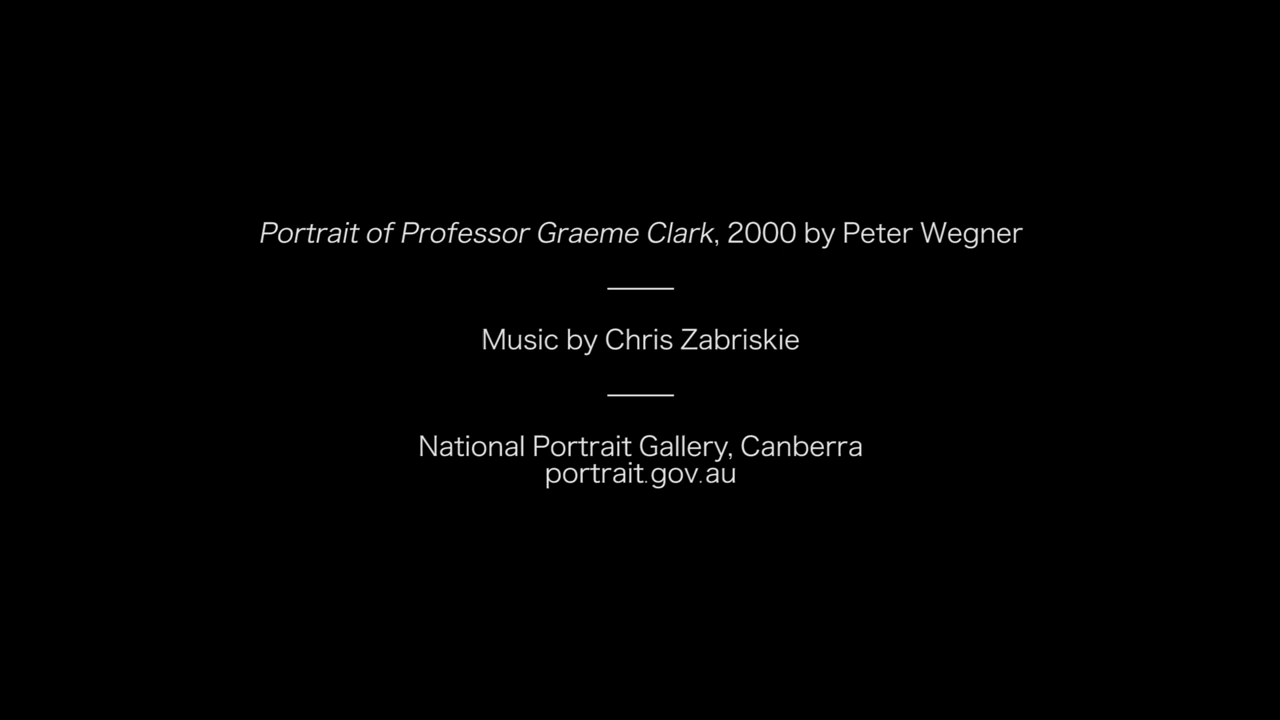 Portrait of Professor Graeme Clark, 2000 by Peter Wegner
Music by Chris Zabriskie
National Portrait Gallery, Canberra
portrait.gov.au